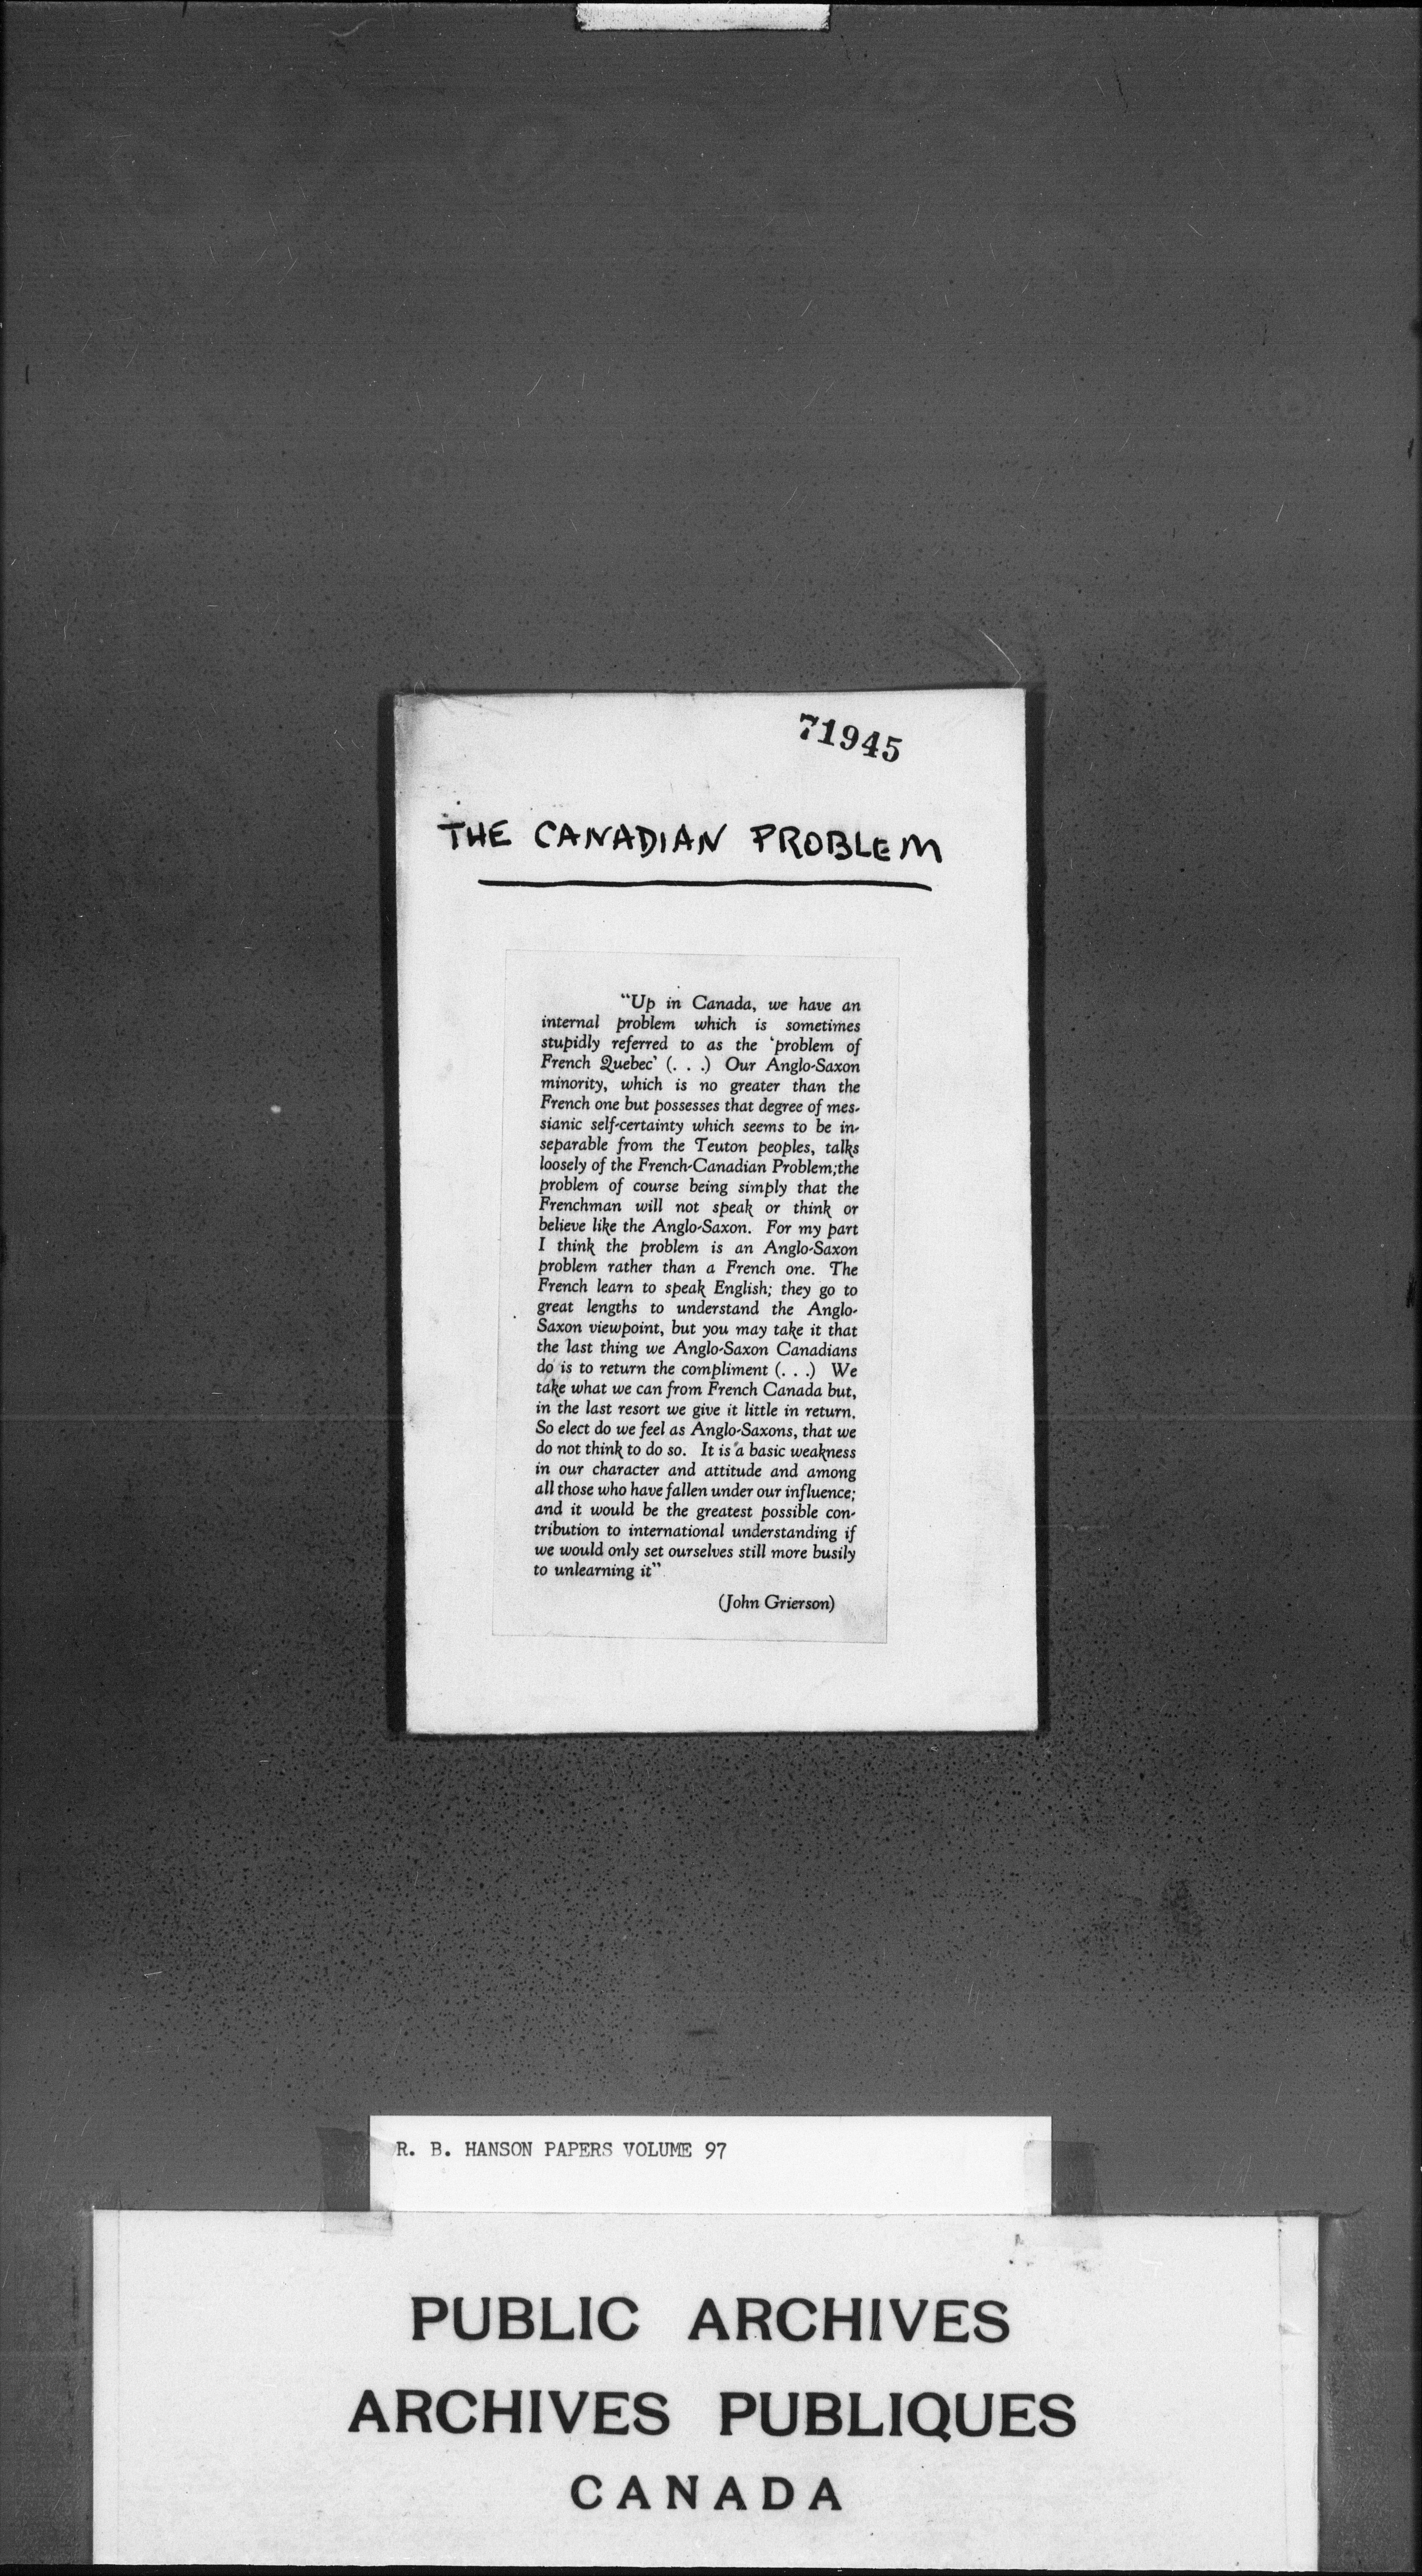 71945
THE CANADIAN PROBLEM
"Up in Canada, we have an
internal problem which is sometimes
stupidly referred to as the 'problem of
French Quebec' (. . .) Our Anglo-Saxon
minority, which is no greater than the
French one but possesses that degree of mes-
sianic self-certainty which seems to be in-
separable from the Teuton peoples, talks
loosely of the French-Canadian Problem;the
problem of course being simply that the
Frenchman will not speak or think or
believe like the Anglo-Saxon. For my part
I think the problem is an Anglo-Saxon
problem rather than a French one. The
French learn to speak English; they go to
great lengths to understand the Anglo-
Saxon viewpoint, but you may take it that
the last thing we Anglo-Saxon Canadians
do is to return the compliment (. . .) We
take what we can from French Canada but,
in the last resort we give it little in return.
So elect do we feel as Anglo-Saxons, that we
do not think to do so. It is a basic weakness
in our character and attitude and among
all those who have fallen under our influence;
and it would be the greatest possible con-
tribution to international understanding if
we would only set ourselves still more busily
to unlearning it"
(John Grierson)
R. B. HANSON PAPERS VOLUME 97
PUBLIC ARCHIVES
ARCHIVES PUBLIQUES
CANADA